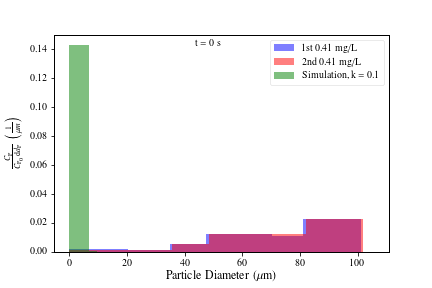 t = 0 s
1st 0.41 mg/L
2nd 0.41 mg/L
Simulation, k = 0.1
0.14
0.12
0.10
0.08
0.06
0.04
0.02
0.00
0 20 40 60 80 100
Particle Diameter (μm)